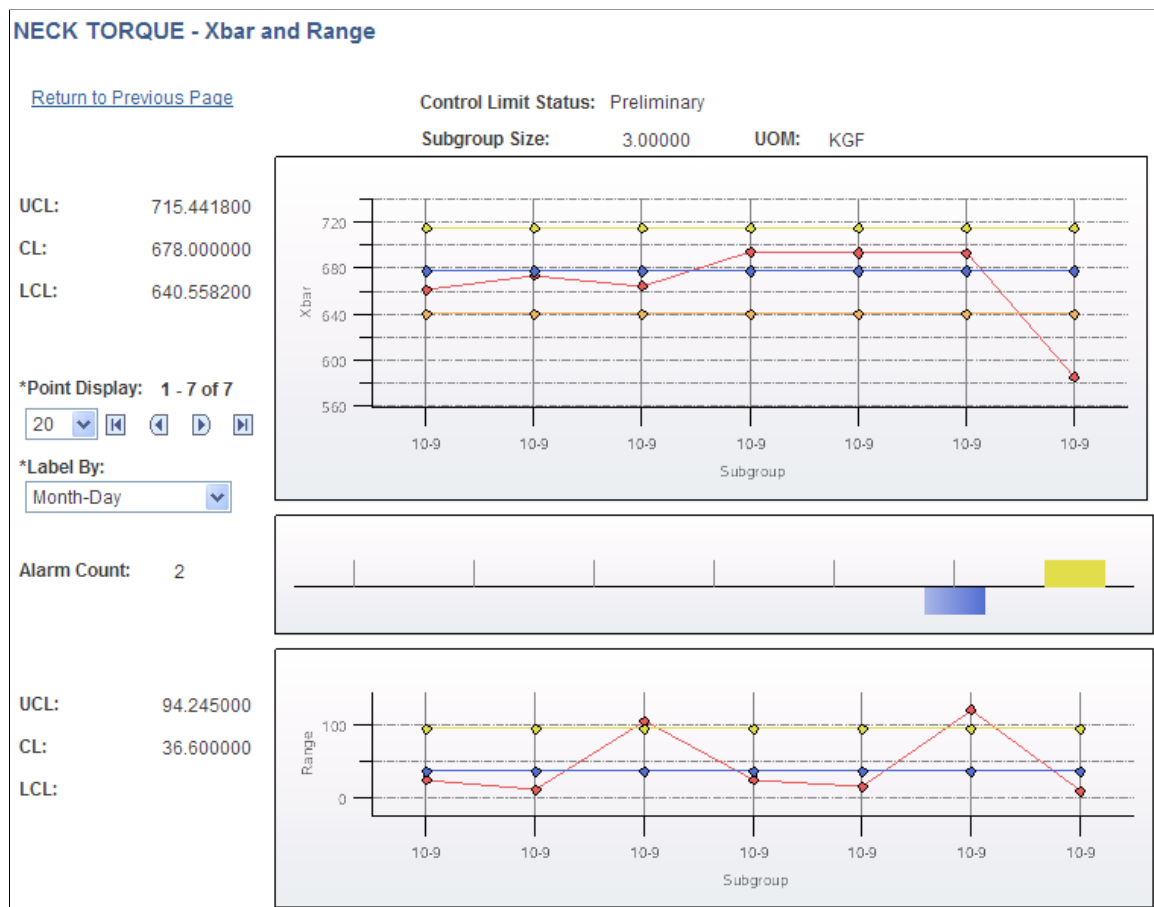 NECK TORQUE - Xbar and Range
Return to Previous Page
Control Limit Status: Preliminary
Subgroup Size: 3.00000 UOM: KGF
UCL: 715.441800
CL: 678.000000
LCL: 640.558200
*Point Display: 1 - 7 of 7
20
*Label By:
Month-Day
720
680
640
600
560
Xbar
10-9 10-9 10-9 10-9 10-9 10-9 10-9
Subgroup
Alarm Count: 2
UCL: 94.245000
CL: 36.600000
LCL:
100
0
Range
10-9 10-9 10-9 10-9 10-9 10-9 10-9
Subgroup